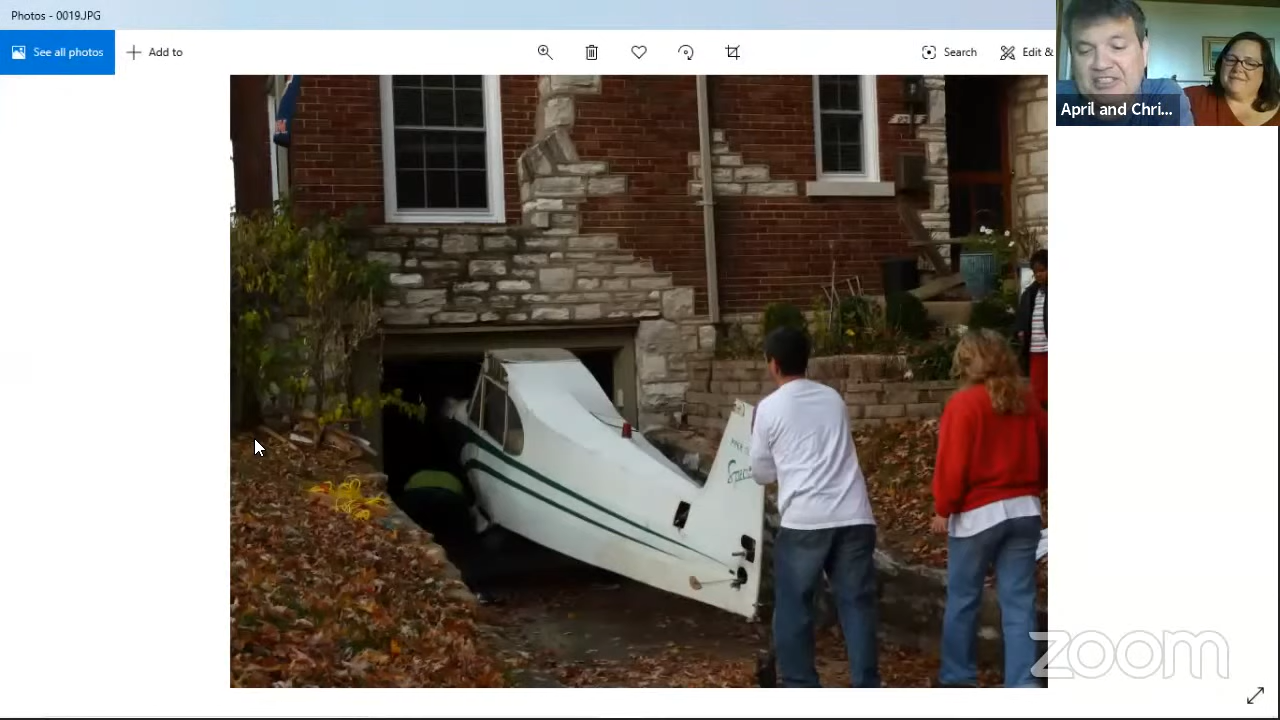 Photos - 0019.JPG
See all photos
Add to
Search
Edit &
April and Chri...
zoom